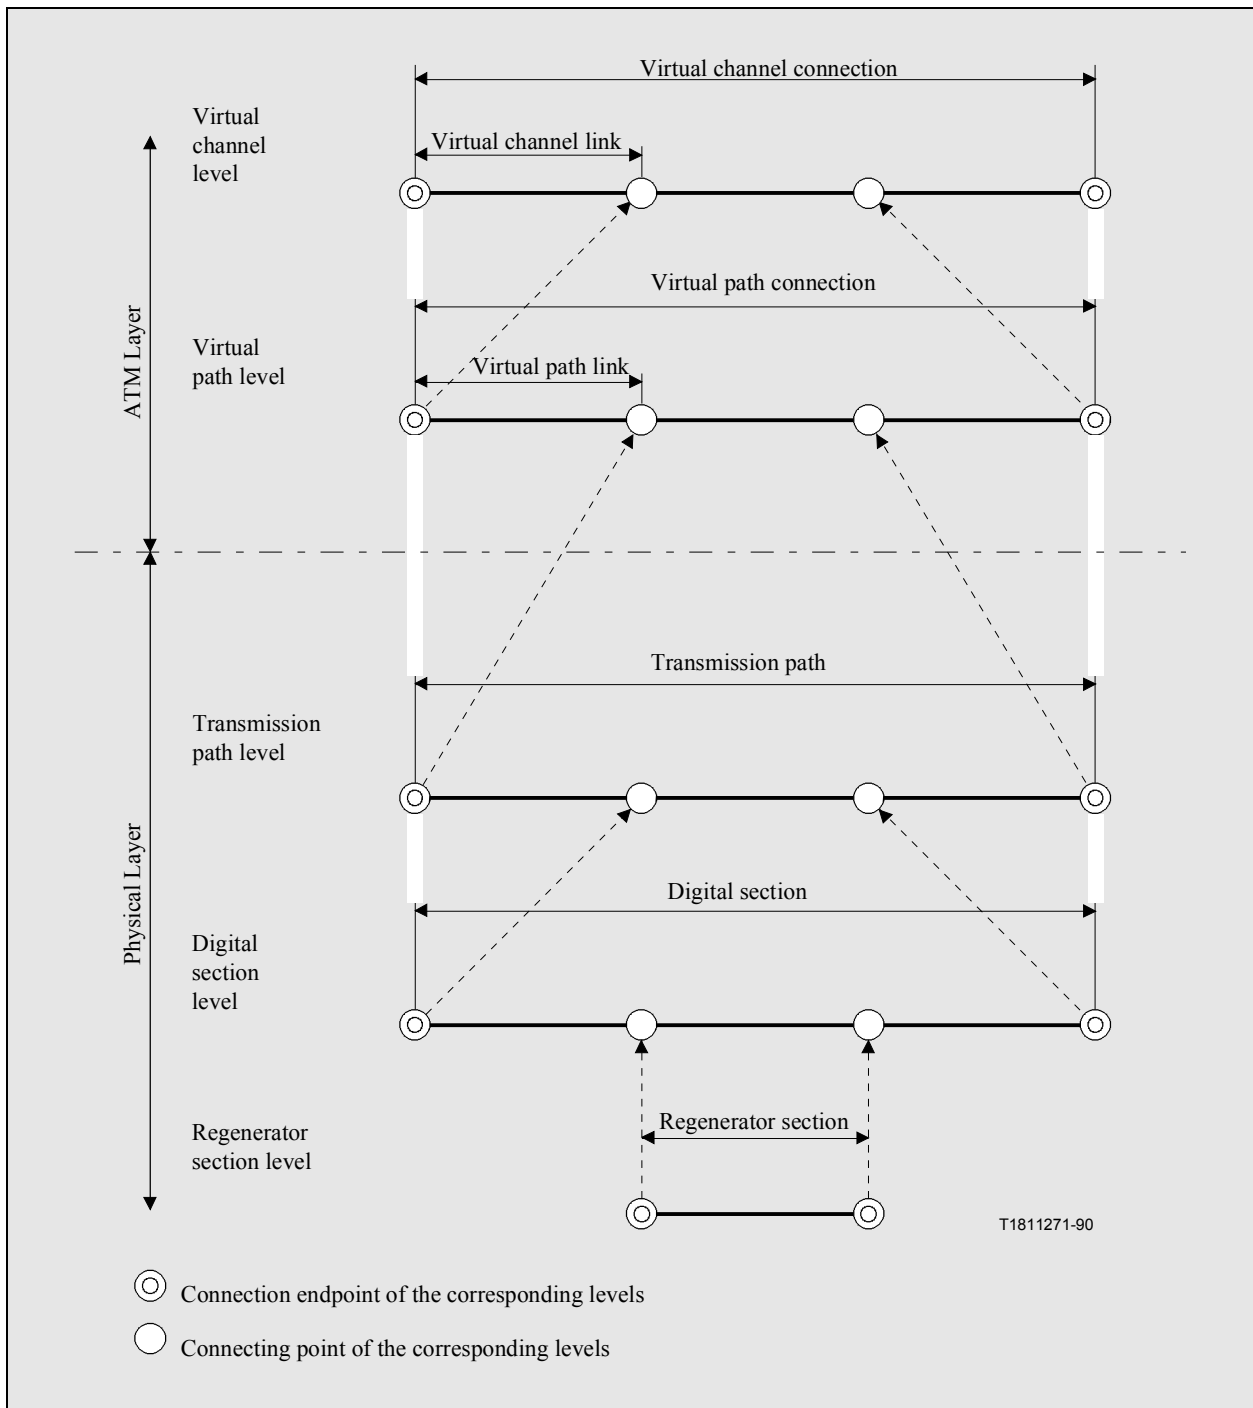 Virtual channel connection
Virtual
channel
level
Virtual channel link
Virtual path connection
Virtual
path level
Virtual path link
ATM Layer
Transmission path
Transmission
path level
Physical Layer
Digital section
Digital
section
level
Regenerator section
Regenerator
section level
T1811271-90
Connection endpoint of the corresponding levels
Connecting point of the corresponding levels